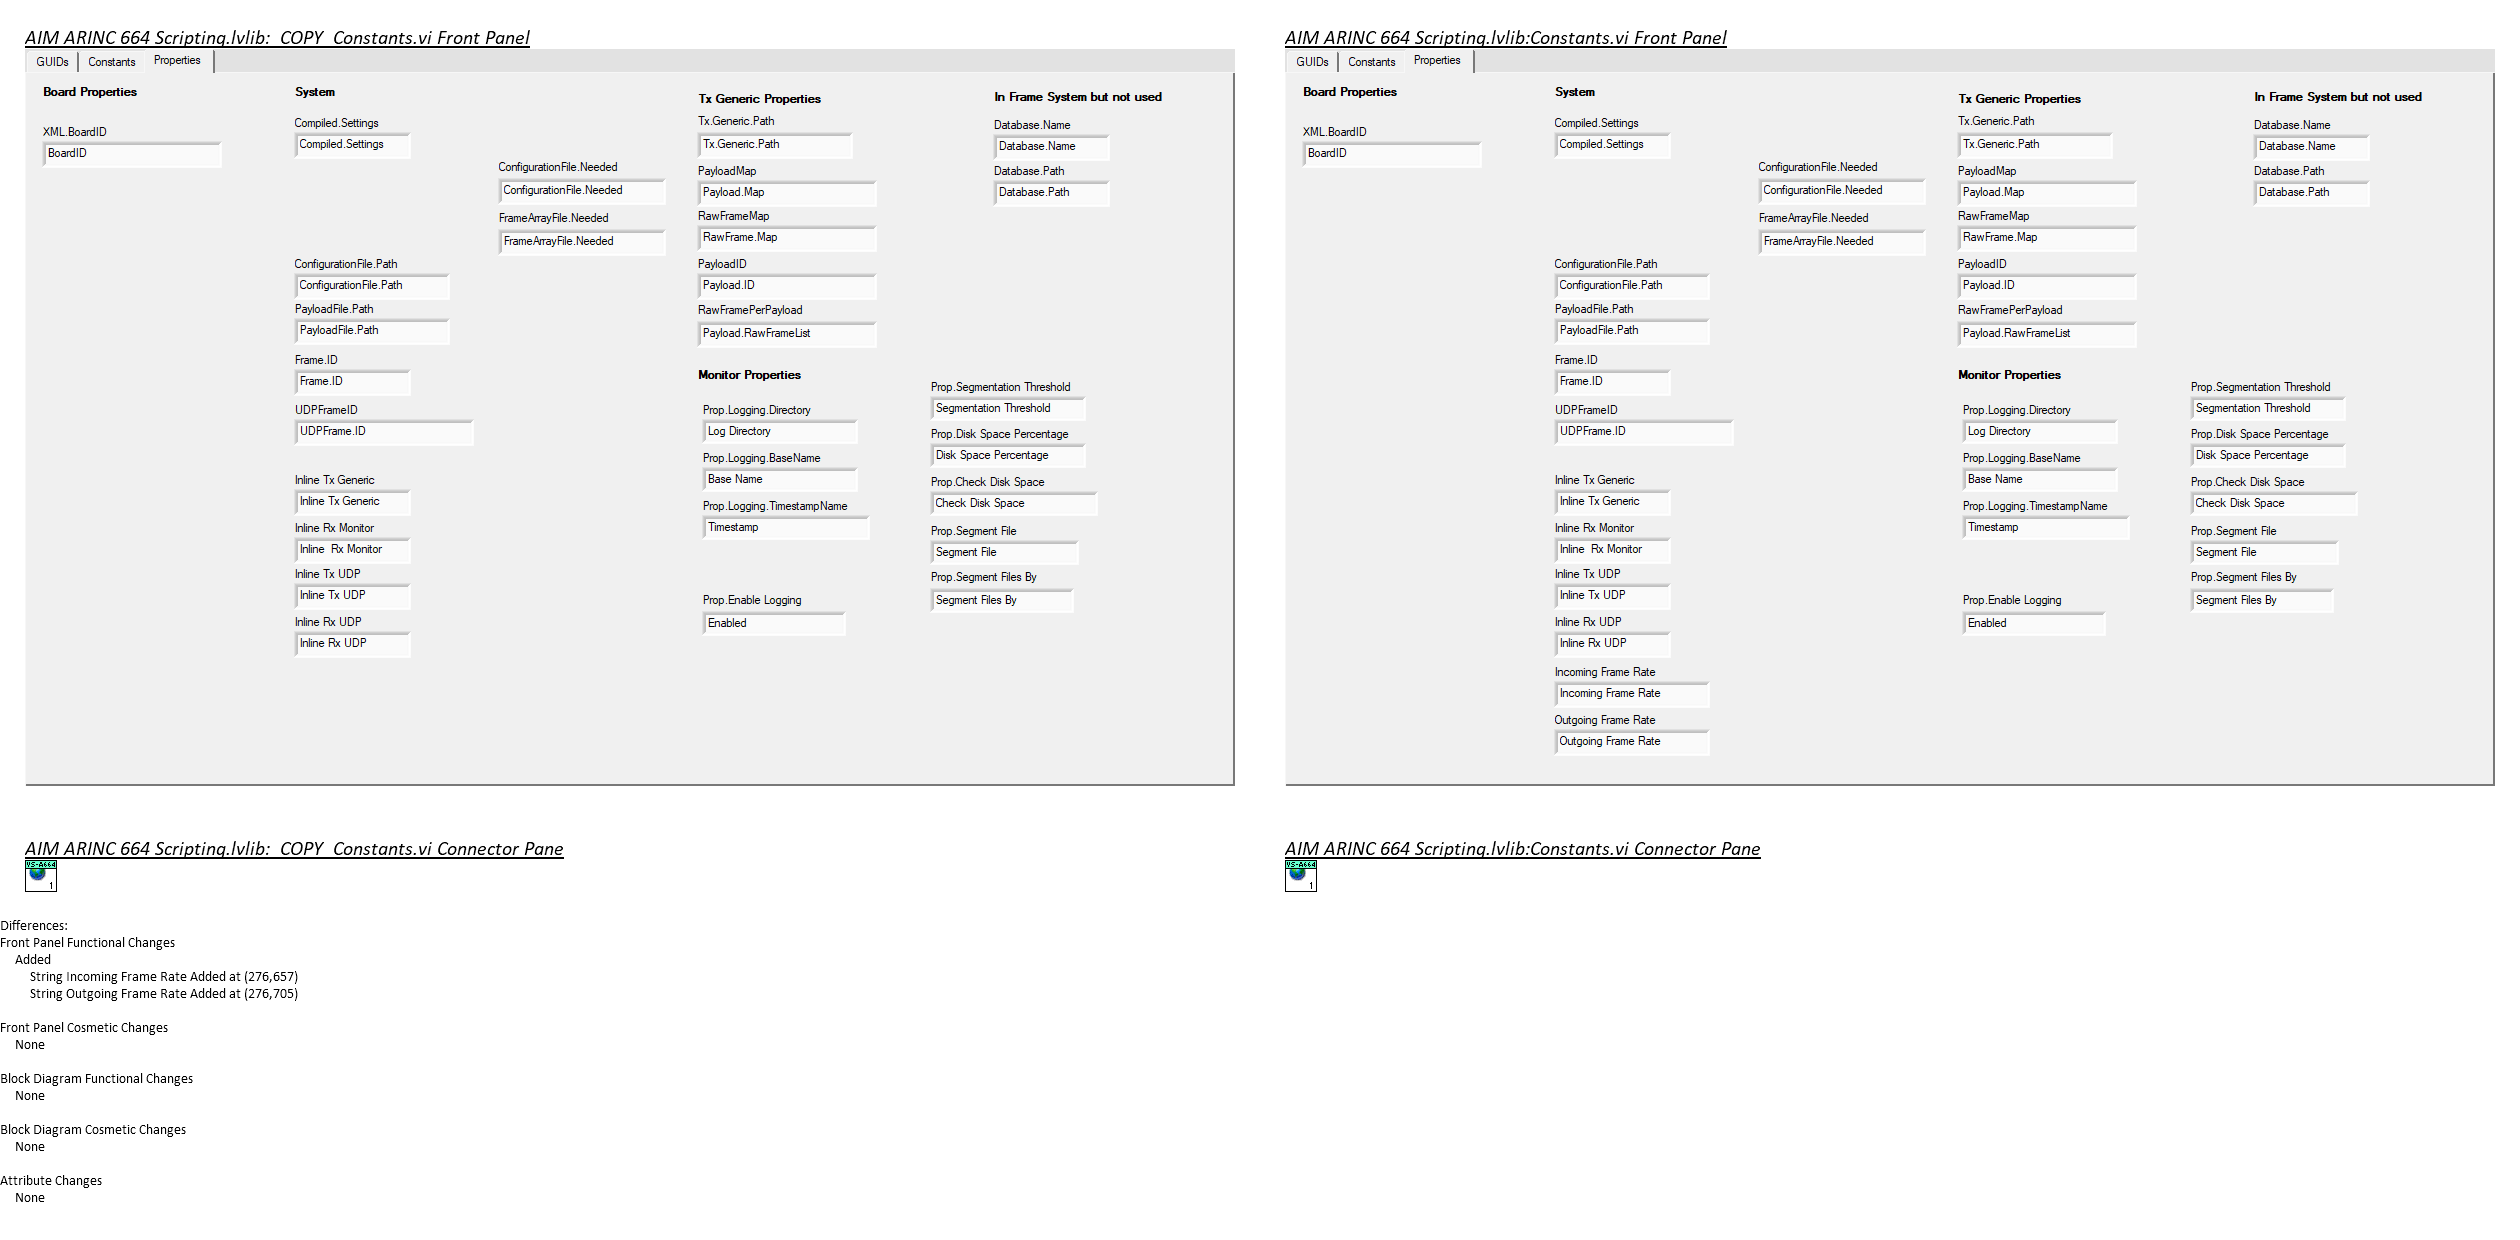 AIM ARINC 664 Scripting.lvlib:_COPY_Constants.vi Front Panel
GUIDs Constants Properties
Board Properties
XML.BoardID
BoardID
System
Compiled.Settings
Compiled.Settings
ConfigurationFile.Needed
ConfigurationFile.Needed
FrameArrayFile.Needed
FrameArrayFile.Needed
ConfigurationFile.Path
ConfigurationFile.Path
PayloadFile.Path
PayloadFile.Path
Frame.ID
Frame.ID
UDPFrameID
UDPFrame.ID
Inline Tx Generic
Inline Tx Generic
Inline Rx Monitor
Inline  Rx Monitor
Inline Tx UDP
Inline Tx UDP
Inline Rx UDP
Inline Rx UDP
Tx Generic Properties
Tx.Generic.Path
Tx.Generic.Path
PayloadMap
Payload.Map
RawFrameMap
RawFrame.Map
PayloadID
Payload.ID
RawFramePerPayload
Payload.RawFrameList
Monitor Properties
Prop.Logging.Directory
Log Directory
Prop.Logging.BaseName
Base Name
Prop.Logging.TimestampName
Timestamp
Prop.Enable Logging
Enabled
In Frame System but not used
Database.Name
Database.Name
Database.Path
Database.Path
Prop.Segmentation Threshold
Segmentation Threshold
Prop.Disk Space Percentage
Disk Space Percentage
Prop.Check Disk Space
Check Disk Space
Prop.Segment File
Segment File
Prop.Segment Files By
Segment Files By
AIM ARINC 664 Scripting.lvlib:Constants.vi Front Panel
GUIDs Constants Properties
Board Properties
XML.BoardID
BoardID
System
Compiled.Settings
Compiled.Settings
ConfigurationFile.Needed
ConfigurationFile.Needed
FrameArrayFile.Needed
FrameArrayFile.Needed
ConfigurationFile.Path
ConfigurationFile.Path
PayloadFile.Path
PayloadFile.Path
Frame.ID
Frame.ID
UDPFrameID
UDPFrame.ID
Inline Tx Generic
Inline Tx Generic
Inline Rx Monitor
Inline  Rx Monitor
Inline Tx UDP
Inline Tx UDP
Inline Rx UDP
Inline Rx UDP
Incoming Frame Rate
Incoming Frame Rate
Outgoing Frame Rate
Outgoing Frame Rate
Tx Generic Properties
Tx.Generic.Path
Tx.Generic.Path
PayloadMap
Payload.Map
RawFrameMap
RawFrame.Map
PayloadID
Payload.ID
RawFramePerPayload
Payload.RawFrameList
Monitor Properties
Prop.Logging.Directory
Log Directory
Prop.Logging.BaseName
Base Name
Prop.Logging.TimestampName
Timestamp
Prop.Enable Logging
Enabled
In Frame System but not used
Database.Name
Database.Name
Database.Path
Database.Path
Prop.Segmentation Threshold
Segmentation Threshold
Prop.Disk Space Percentage
Disk Space Percentage
Prop.Check Disk Space
Check Disk Space
Prop.Segment File
Segment File
Prop.Segment Files By
Segment Files By
AIM ARINC 664 Scripting.lvlib:_COPY_Constants.vi Connector Pane
VS-A664
1
AIM ARINC 664 Scripting.lvlib:Constants.vi Connector Pane
VS-A664
1
Differences:
Front Panel Functional Changes
Added
String Incoming Frame Rate Added at (276,657)
String Outgoing Frame Rate Added at (276,705)
Front Panel Cosmetic Changes
None
Block Diagram Functional Changes
None
Block Diagram Cosmetic Changes
None
Attribute Changes
None